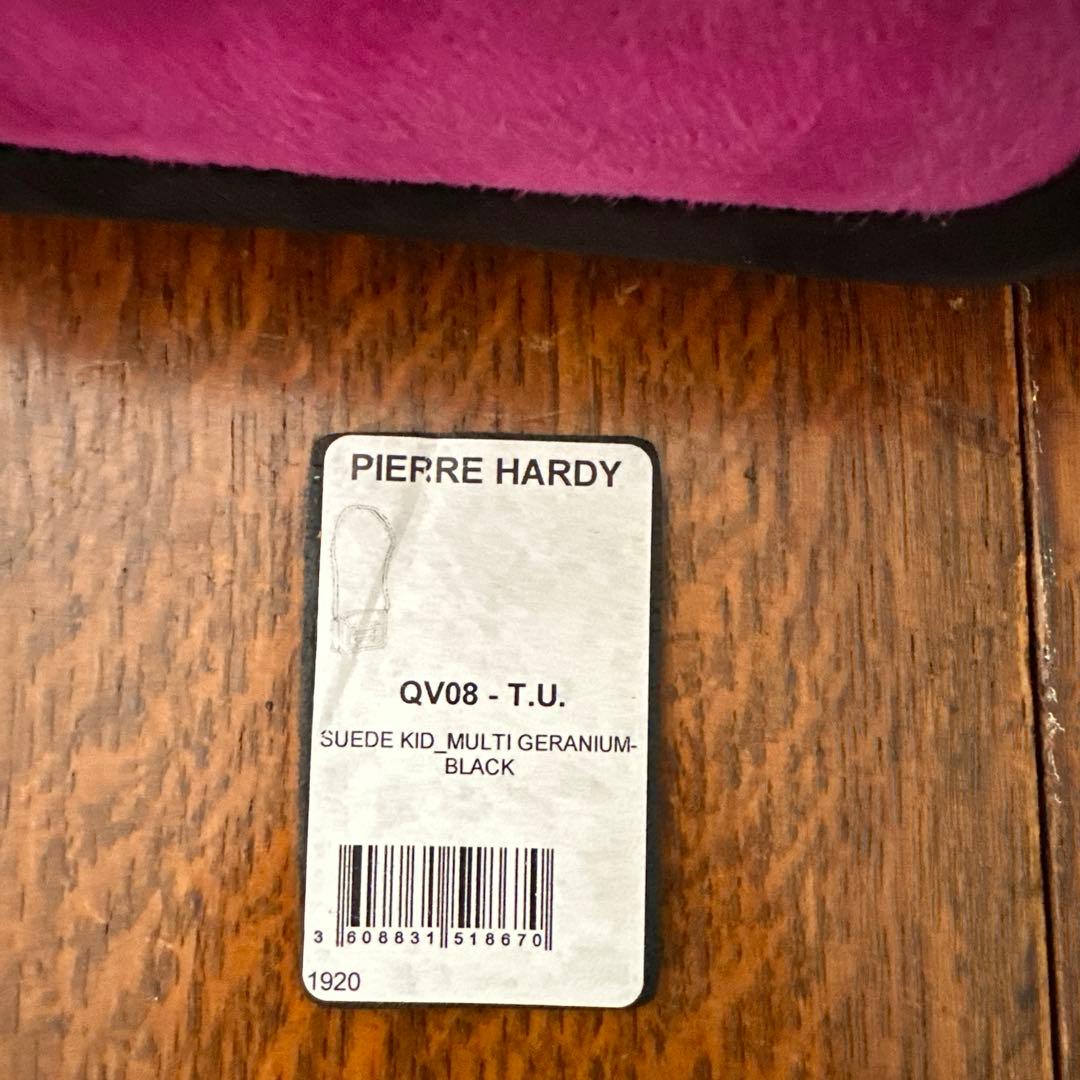 PIERRE HARDY
QV08 - T.U.
SUEDE KID_MULTI GERANIUM-
BLACK
3 608831 518670
1920